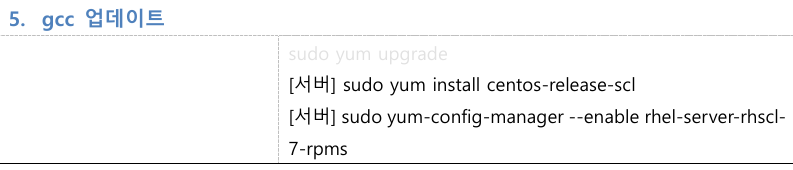 5. gcc 업데이트
sudo yum upgrade
[서버] sudo yum install centos-release-scl
[서버] sudo yum-config-manager --enable rhel-server-rhscl-
7-rpms